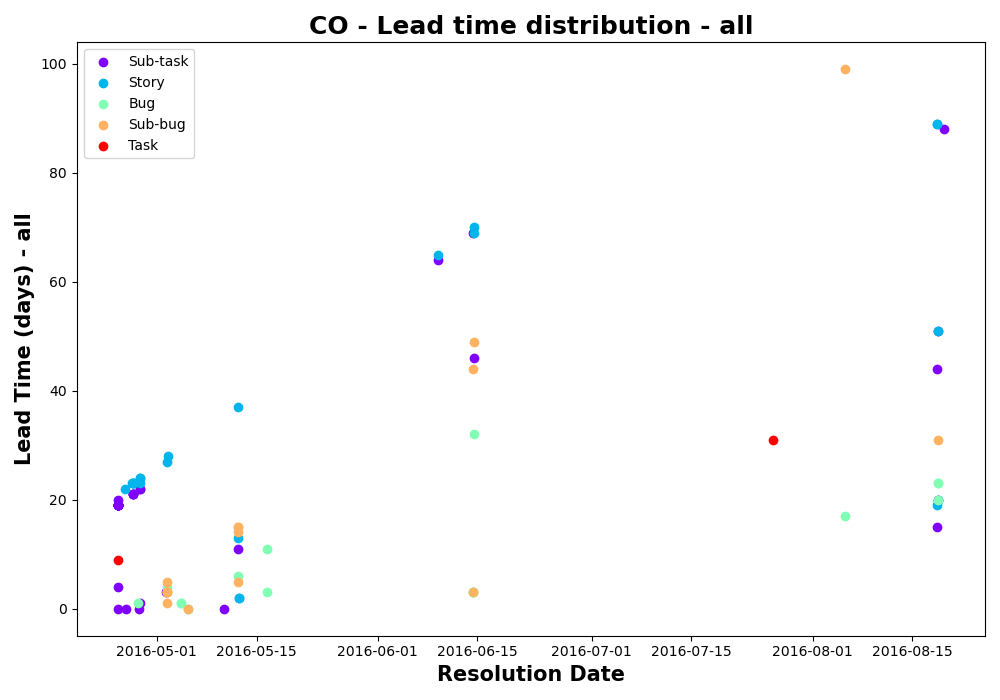 CO - Lead time distribution - all
Sub-task
Story
Bug
Sub-bug
Task
Lead Time (days) - all
100
80
60
40
20
0
2016-05-01 2016-05-15 2016-06-01 2016-06-15 2016-07-01 2016-07-15 2016-08-01 2016-08-15
Resolution Date